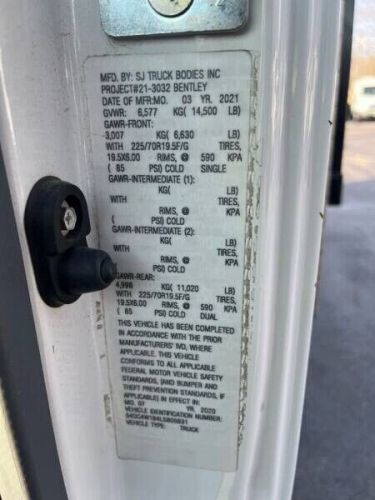 MFD. BY: SJ TRUCK BODIES INC
PROJECT#21-3032 BENTLEY
DATE OF MFR:MO. 03 YR. 2021
GVWR: 6,577 KG( 14,500 LB)
GAWR-FRONT:
3,007 KG( 6,630 LB)
WITH 225/70R19.5F/G TIRES,
19.5X6.00 RIMS, @ 590 KPA
( 85 PSI) COLD SINGLE
GAWR-INTERMEDIATE (1):
KG( LB)
WITH TIRES,
RIMS, @ KPA
( PSI) COLD
GAWR-INTERMEDIATE (2):
KG( LB)
WITH TIRES,
RIMS, @ KPA
( PSI) COLD
GAWR-REAR:
4,998 KG( 11,020 LB)
WITH 225/70R19.5F/G TIRES,
19.5X6.00 RIMS, @ 590 KPA
( 85 PSI) COLD DUAL
THIS VEHICLE HAS BEEN COMPLETED
IN ACCORDANCE WITH THE PRIOR
MANUFACTURERS' IVD, WHERE
APPLICABLE. THIS VEHICLE
CONFORMS TO ALL APPLICABLE
FEDERAL MOTOR VEHICLE SAFETY
STANDARDS, [AND BUMPER AND
THEFT PREVENTION STANDARDS, IF
APPLICABLE] IN EFFECT IN:
MO. 07 YR. 2020
VEHICLE IDENTIFICATION NUMBER:
VEHICLE TYPE: TRUCK